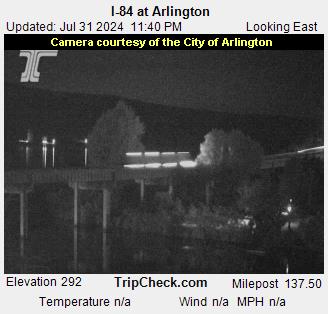 I-84 at Arlington
Updated: Jul 31 2024 11:40 PM Looking East
Camera courtesy of the City of Arlington
Elevation 292 TripCheck.com Milepost 137.50
Temperature n/a Wind n/a MPH n/a